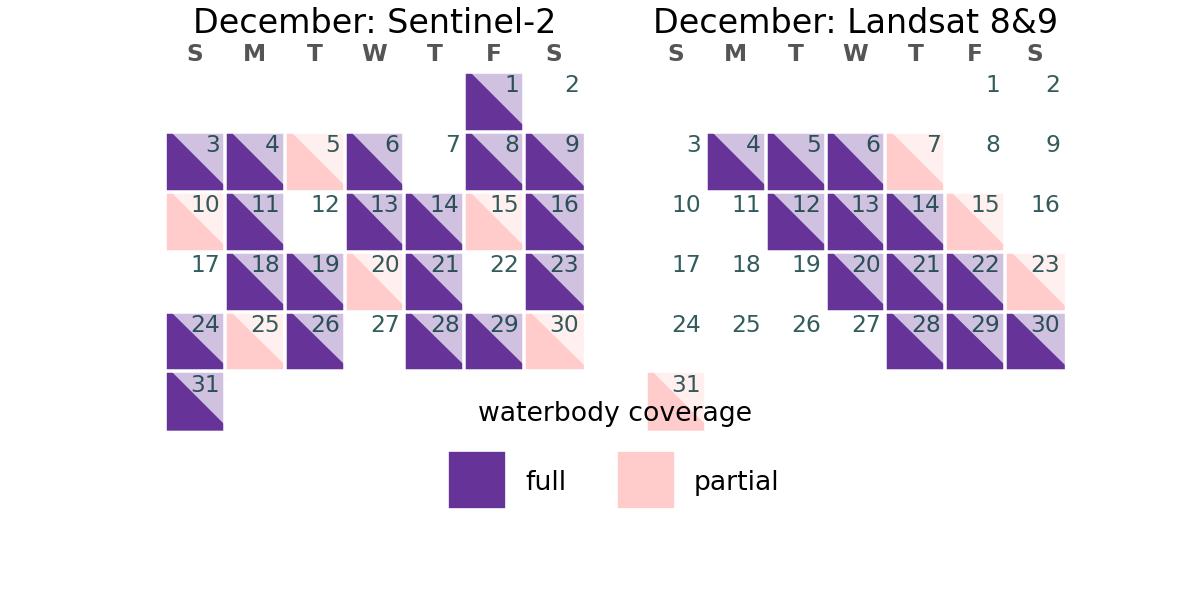 December: Sentinel-2
S M T W T F S
1 2
3 4 5 6 7 8 9
10 11 12 13 14 15 16
17 18 19 20 21 22 23
24 25 26 27 28 29 30
31
December: Landsat 8&9
S M T W T F S
1 2
3 4 5 6 7 8 9
10 11 12 13 14 15 16
17 18 19 20 21 22 23
24 25 26 27 28 29 30
31
waterbody coverage
full
partial